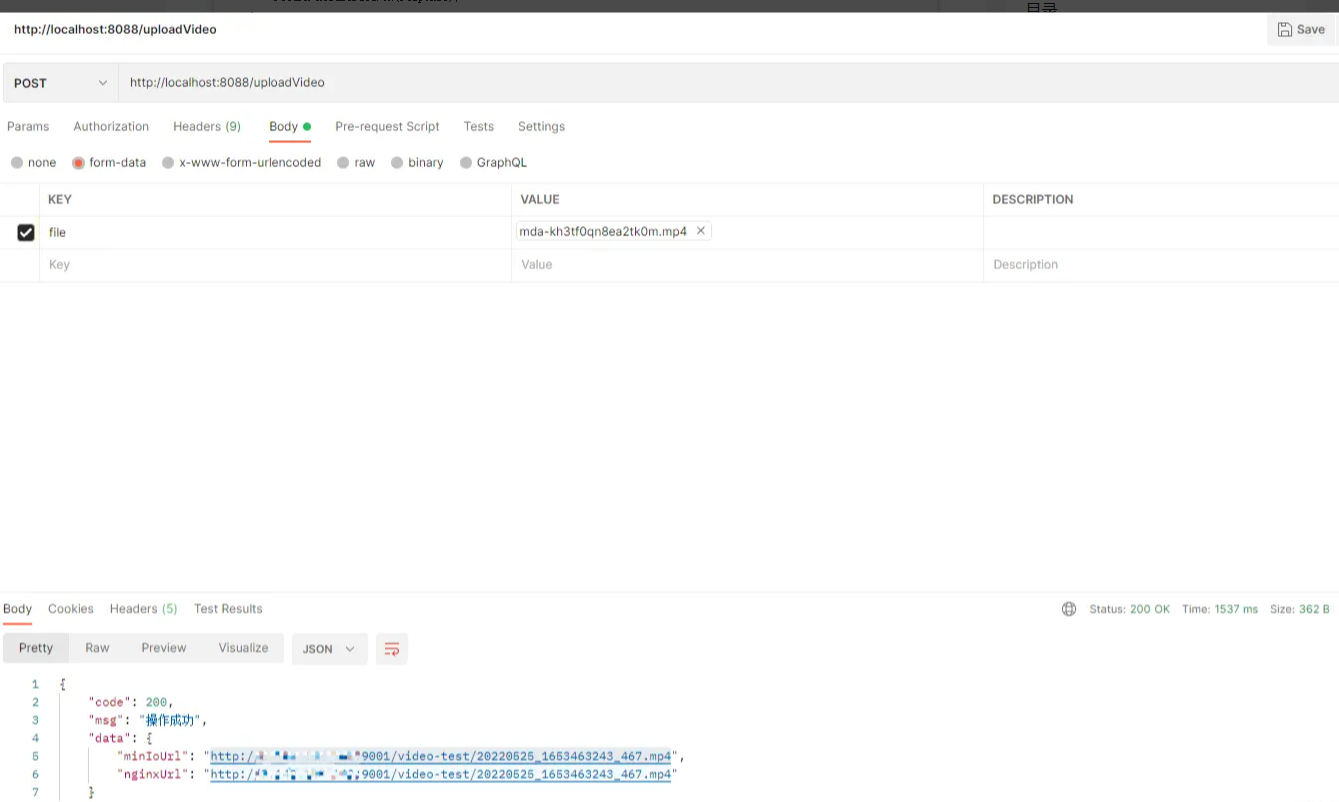 http://localhost:8088/uploadVideo
Save
POST
http://localhost:8088/uploadVideo
Params Authorization Headers (9) Body Pre-request Script Tests Settings
none form-data x-www-form-urlencoded raw binary GraphQL
KEY VALUE DESCRIPTION
file mda-kh3tf0qn8ea2tk0m.mp4
Key Value Description
Body Cookies Headers (5) Test Results Status: 200 OK Time: 1537 ms Size: 362 B
Pretty Raw Preview Visualize JSON
1 {
2 "code": 200,
3 "msg": "操作成功",
4 "data": {
5 "minIoUrl": "http:/ 9001/video-test/20220525_1653463243_467.mp4",
6 "nginxUrl": "http:/ :9001/video-test/20220525_1653463243_467.mp4"
7 }